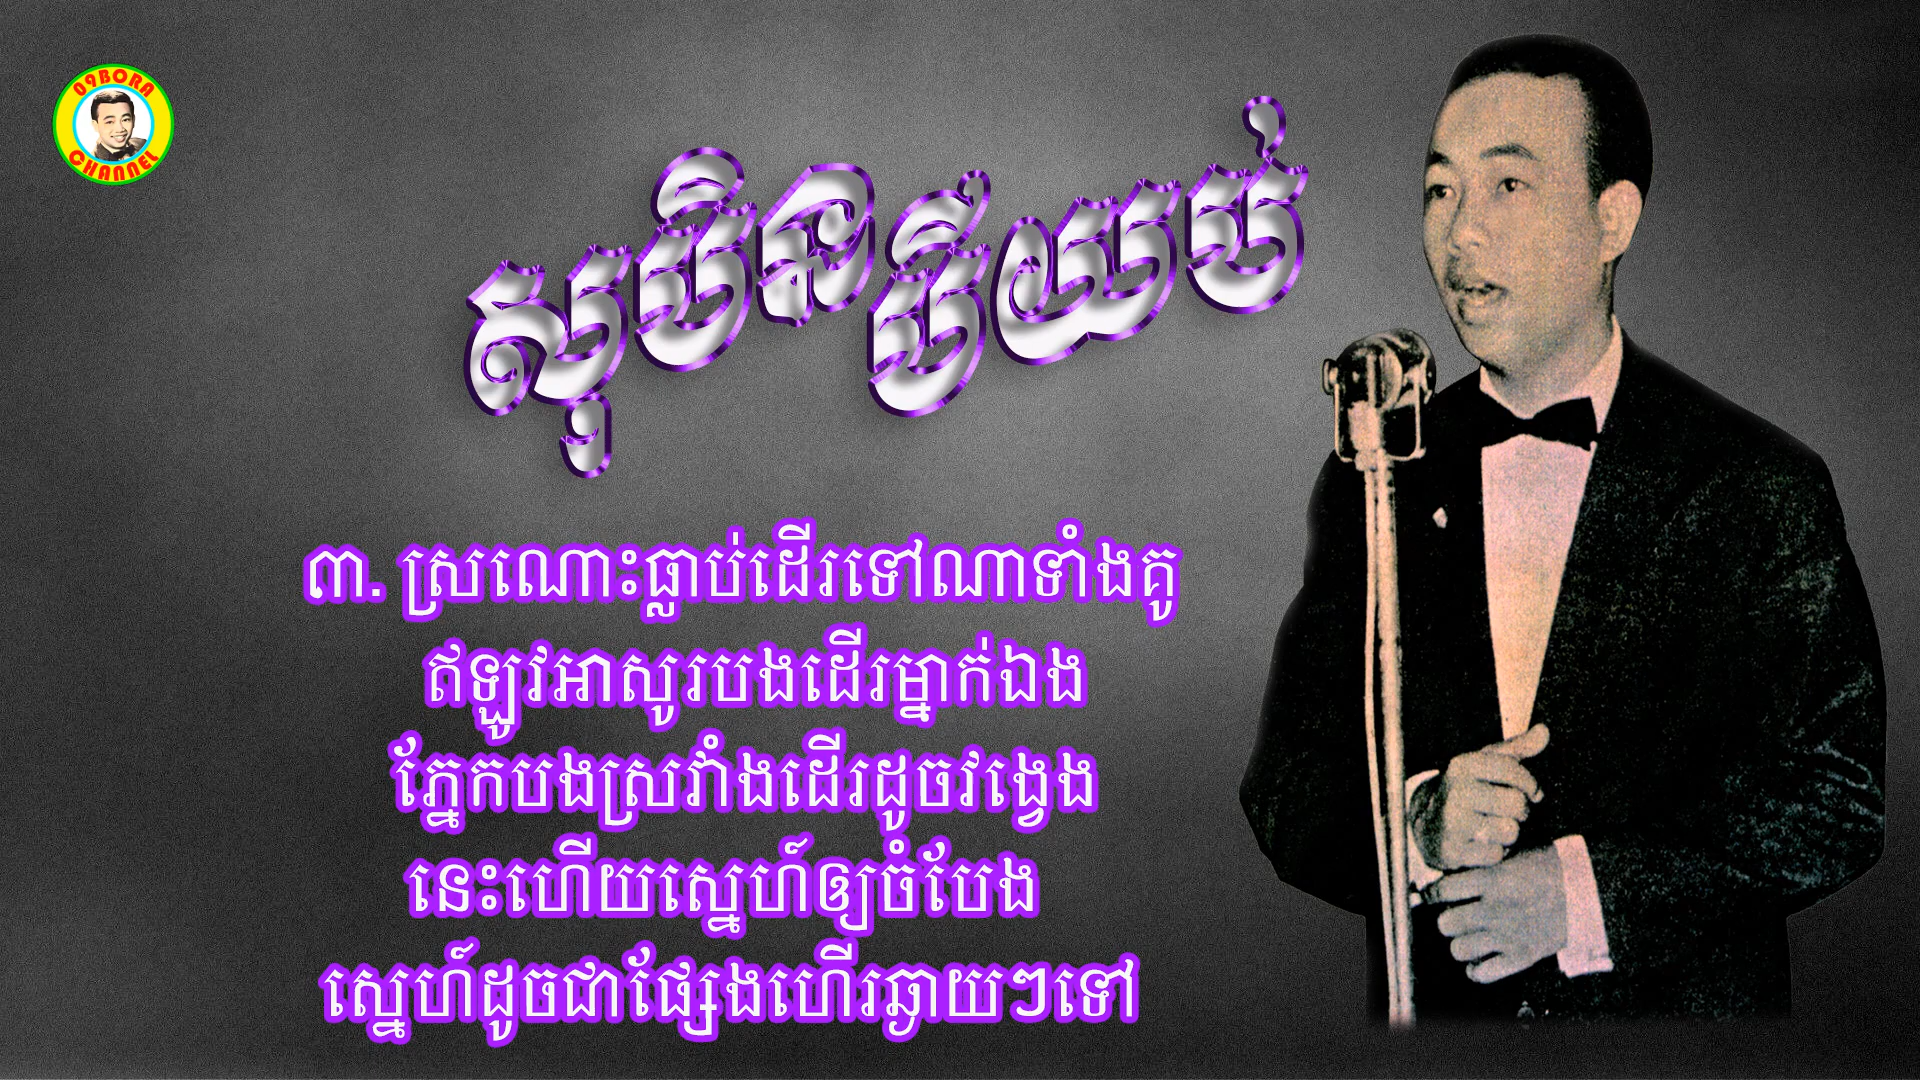 09BORA
CHANNEL
សុបិនបីយប់
៣. ស្រណោះធ្លាប់ដើរទៅណាទាំងគូ
ឥឡូវអាសូរបងដើរម្នាក់ឯង
ភ្នែកបងស្រវាំងដើរដូចវង្វេង
នេះហើយស្នេហ៍ឲ្យចំបែង
ស្នេហ៍ដូចជាផ្សែងហើរឆ្ងាយៗទៅ